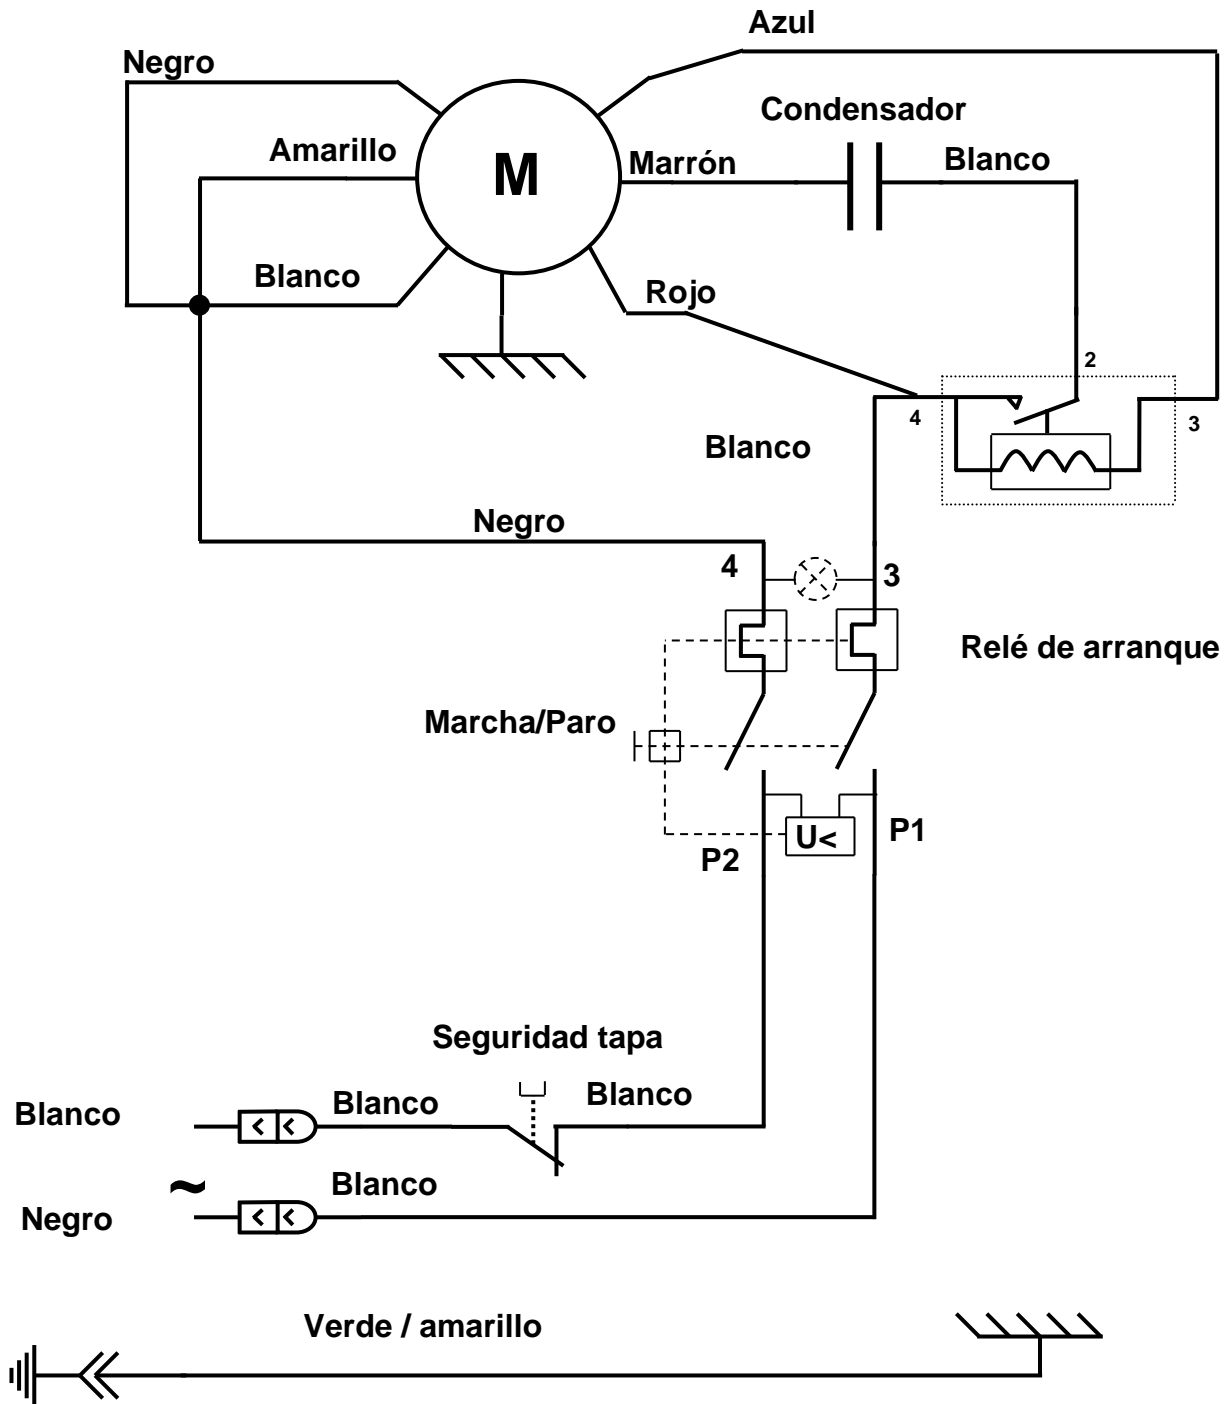 Azul
Negro
Condensador
Amarillo
M
Marrón
Blanco
Blanco
Rojo
2
4
3
Blanco
Negro
4
3
Relé de arranque
Marcha/Paro
U<
P1
P2
Seguridad tapa
Blanco
Blanco
Blanco
~
Blanco
Negro
Verde / amarillo